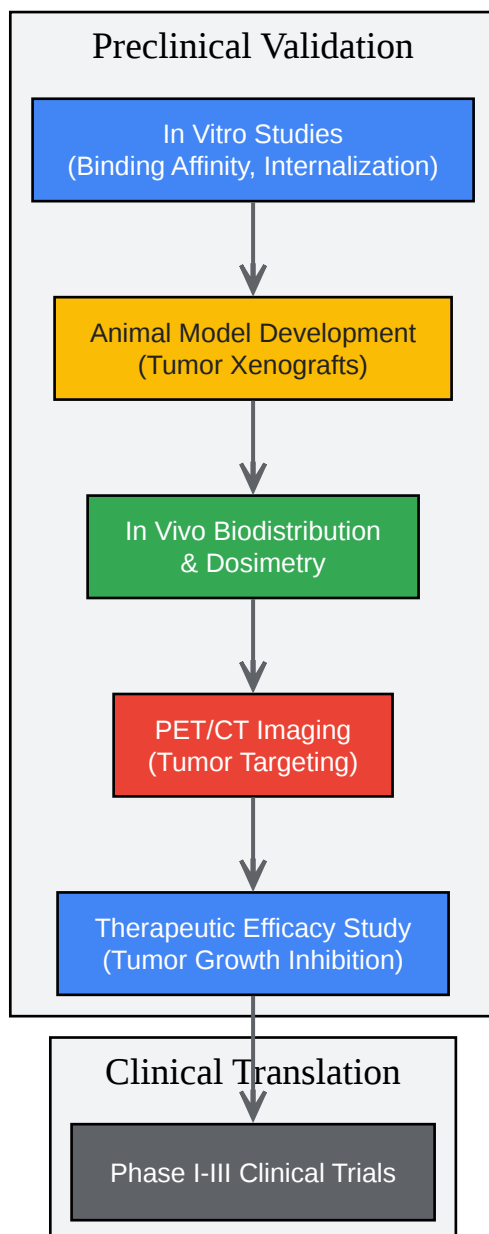 Preclinical Validation
In Vitro Studies
(Binding Affinity, Internalization)
Animal Model Development
(Tumor Xenografts)
In Vivo Biodistribution
& Dosimetry
PET/CT Imaging
(Tumor Targeting)
Therapeutic Efficacy Study
(Tumor Growth Inhibition)
Clinical Translation
Phase I-III Clinical Trials